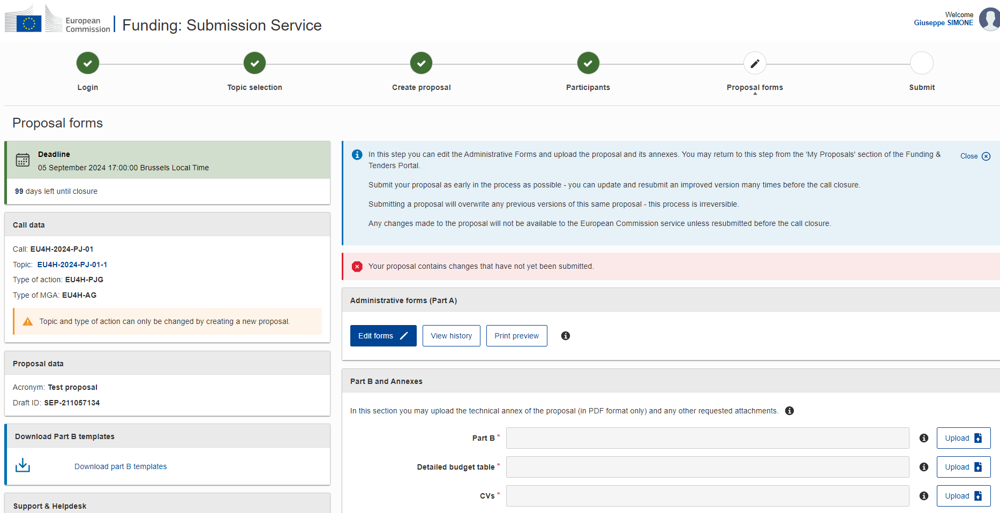 European
Commission
Funding: Submission Service
Welcome
Giuseppe SIMONE
Login
Topic selection
Create proposal
Participants
Proposal forms
Submit
Proposal forms
Deadline
05 September 2024 17:00:00 Brussels Local Time
99 days left until closure
Call data
Call: EU4H-2024-PJ-01
Topic: EU4H-2024-PJ-01-1
Type of action: EU4H-PJG
Type of MGA: EU4H-AG
Topic and type of action can only be changed by creating a new proposal.
Proposal data
Acronym: Test proposal
Draft ID: SEP-211057134
Download Part B templates
Download part B templates
Support & Helpdesk
In this step you can edit the Administrative Forms and upload the proposal and its annexes. You may return to this step from the 'My Proposals' section of the Funding &
Tenders Portal.
Close
Submit your proposal as early in the process as possible - you can update and resubmit an improved version many times before the call closure.
Submitting a proposal will overwrite any previous versions of this same proposal - this process is irreversible.
Any changes made to the proposal will not be available to the European Commission service unless resubmitted before the call closure.
Your proposal contains changes that have not yet been submitted.
Administrative forms (Part A)
Edit forms
View history
Print preview
Part B and Annexes
In this section you may upload the technical annex of the proposal (in PDF format only) and any other requested attachments.
Part B *
Upload
Detailed budget table *
Upload
CVs *
Upload